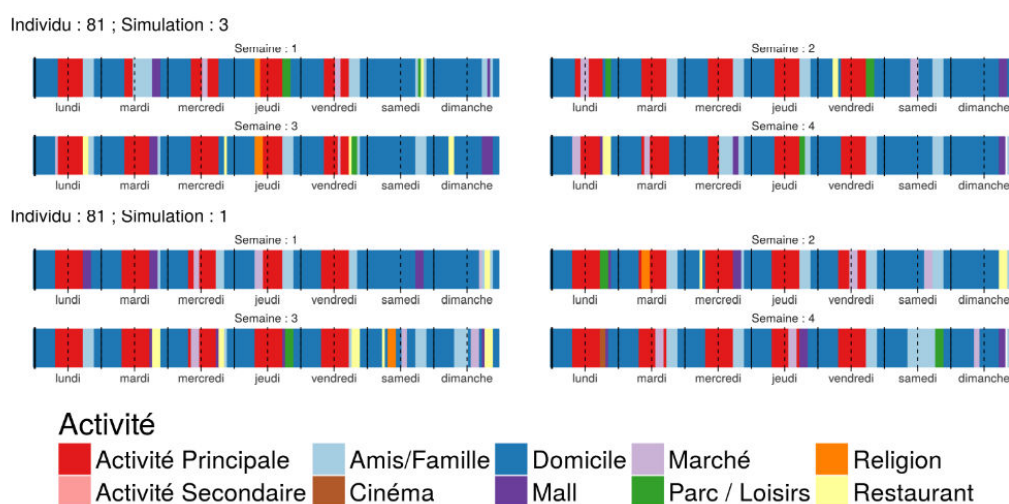 Individu : 81 ; Simulation : 3
Semaine : 1
Semaine : 2
lundi mardi mercredi jeudi vendredi samedi dimanche
lundi mardi mercredi jeudi vendredi samedi dimanche
Semaine : 3
Semaine : 4
lundi mardi mercredi jeudi vendredi samedi dimanche
lundi mardi mercredi jeudi vendredi samedi dimanche
Individu : 81 ; Simulation : 1
Semaine : 1
Semaine : 2
lundi mardi mercredi jeudi vendredi samedi dimanche
lundi mardi mercredi jeudi vendredi samedi dimanche
Semaine : 3
Semaine : 4
lundi mardi mercredi jeudi vendredi samedi dimanche
lundi mardi mercredi jeudi vendredi samedi dimanche
Activité
Activité Principale Amis/Famille Domicile Marché Religion
Activité Secondaire Cinéma Mall Parc / Loisirs Restaurant